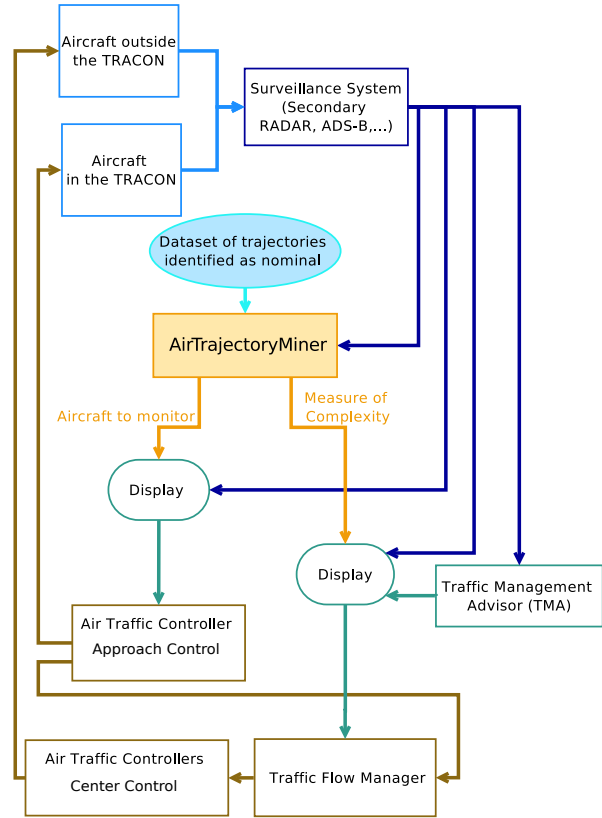 Aircraft outside
the TRACON
Surveillance System
(Secondary
RADAR, ADS-B,...)
Aircraft
in the TRACON
Dataset of trajectories
identified as nominal
AirTrajectoryMiner
Aircraft to monitor
Measure of
Complexity
Display
Display
Traffic Management
Advisor (TMA)
Air Traffic Controller
Approach Control
Air Traffic Controllers
Center Control
Traffic Flow Manager